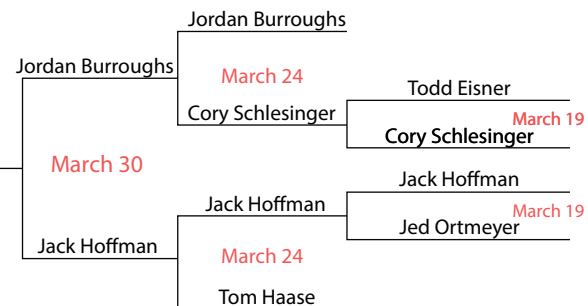 Jordan Burroughs
Jordan Burroughs
March 24
Todd Eisner
Cory Schlesinger
March 19
Cory Schlesinger
March 30
Jack Hoffman
Jack Hoffman
March 19
Jed Ortmeyer
Jack Hoffman
March 24
Tom Haase